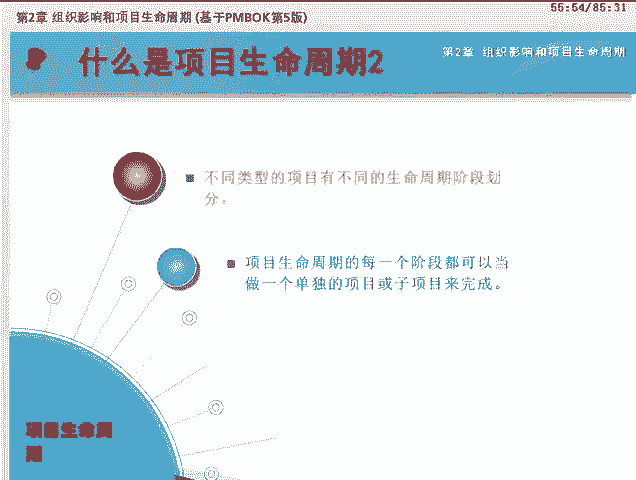 55:54/85:31
第2章 组织影响和项目生命周期 (基于PMBOK第5版)
什么是项目生命周期2
第2章 组织影响和项目生命周期
不同类型的项目有不同的生命周期阶段划
分。
项目生命周期的每一个阶段都可以当
做一个单独的项目或子项目来完成。
项目生命周
期